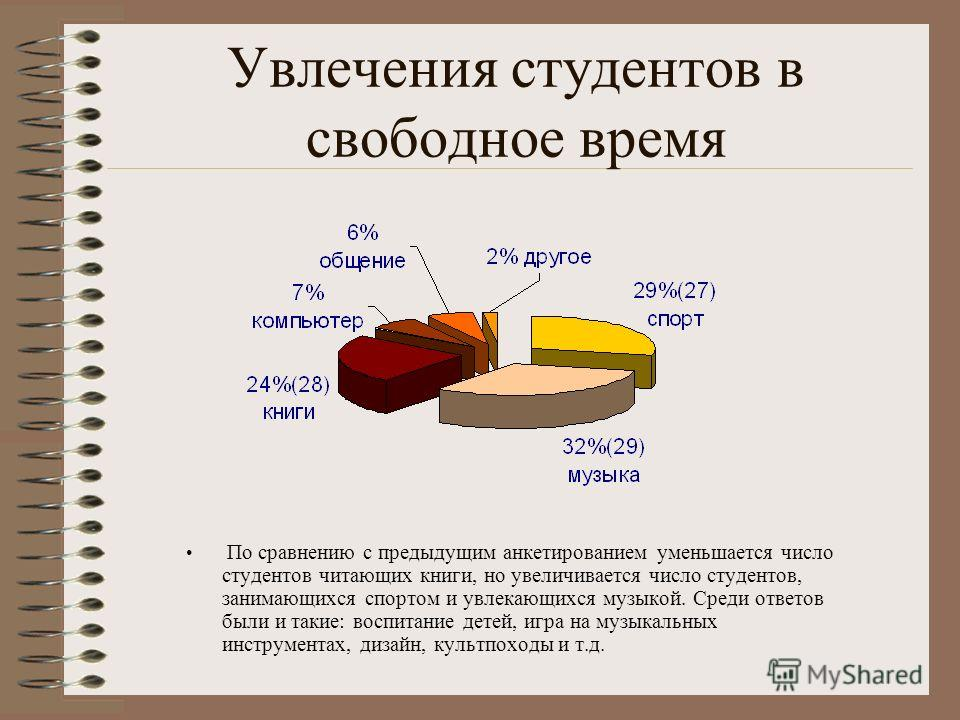 Увлечения студентов в
свободное время
6%
общение
2% другое
7%
компьютер
29%(27)
спорт
24%(28)
книги
32%(29)
музыка
• По сравнению с предыдущим анкетированием уменьшается число
студентов читающих книги, но увеличивается число студентов,
занимающихся спортом и увлекающихся музыкой. Среди ответов
были и такие: воспитание детей, игра на музыкальных
инструментах, дизайн, культпоходы и т.д.
MyShared